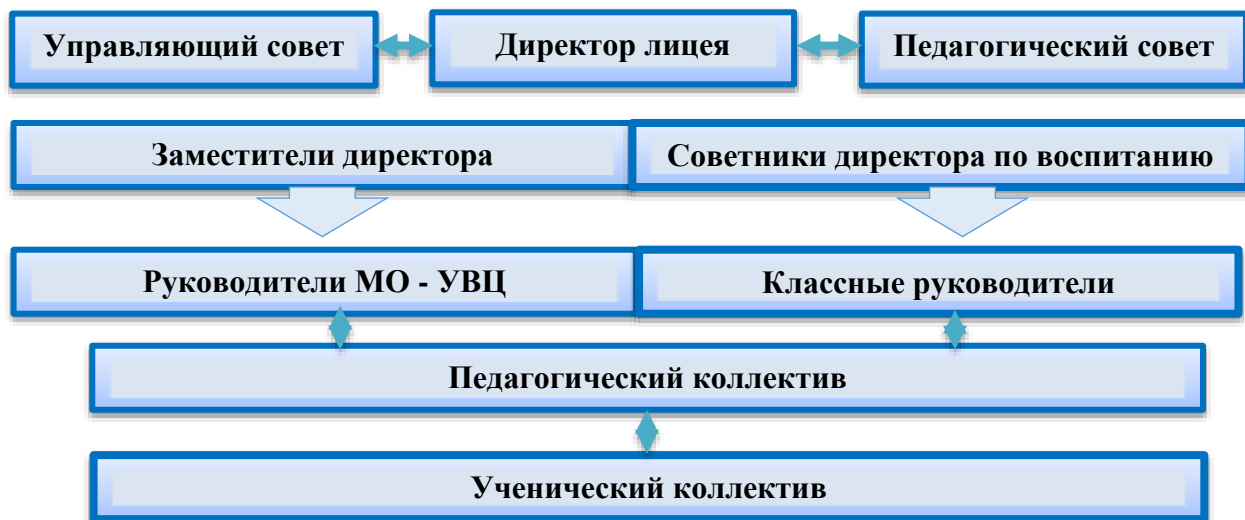 Управляющий совет
Директор лицея
Педагогический совет
Заместители директора
Советники директора по воспитанию
Руководители МО - УВЦ
Классные руководители
Педагогический коллектив
Ученический коллектив